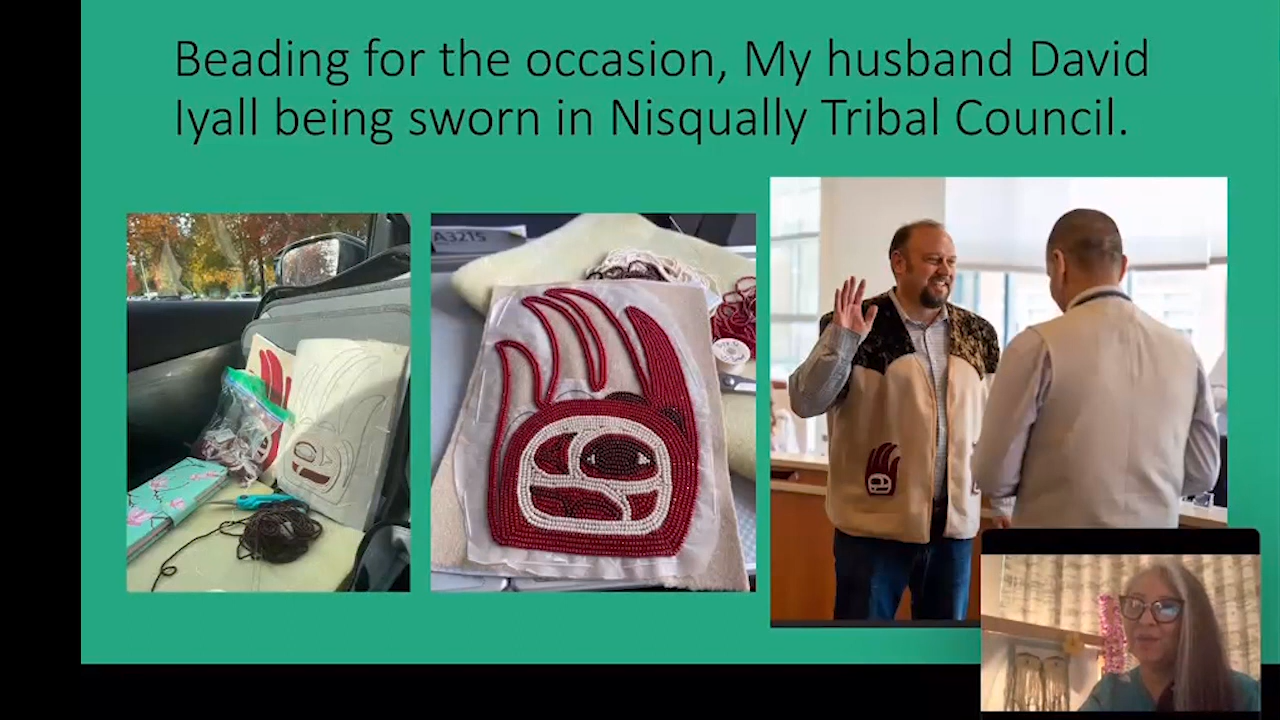 Beading for the occasion, My husband David
Iyall being sworn in Nisqually Tribal Council.
A3215